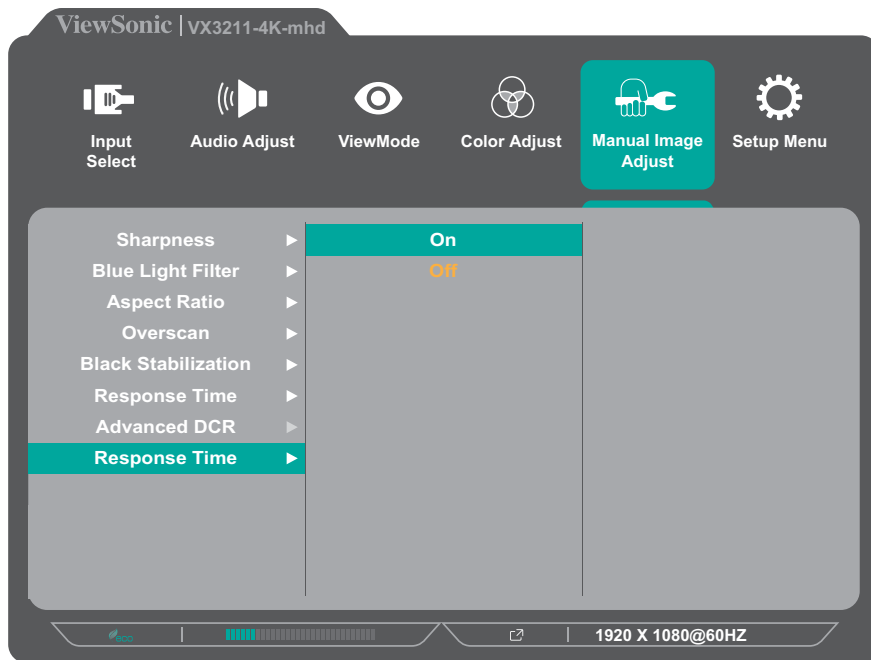 ViewSonic | VX3211-4K-mhd
Input Select
Audio Adjust
ViewMode
Color Adjust
Manual Image Adjust
Setup Menu
Sharpness
On
Blue Light Filter
Off
Aspect Ratio
Overscan
Black Stabilization
Response Time
Advanced DCR
Response Time
eco
1920 X 1080@60HZ